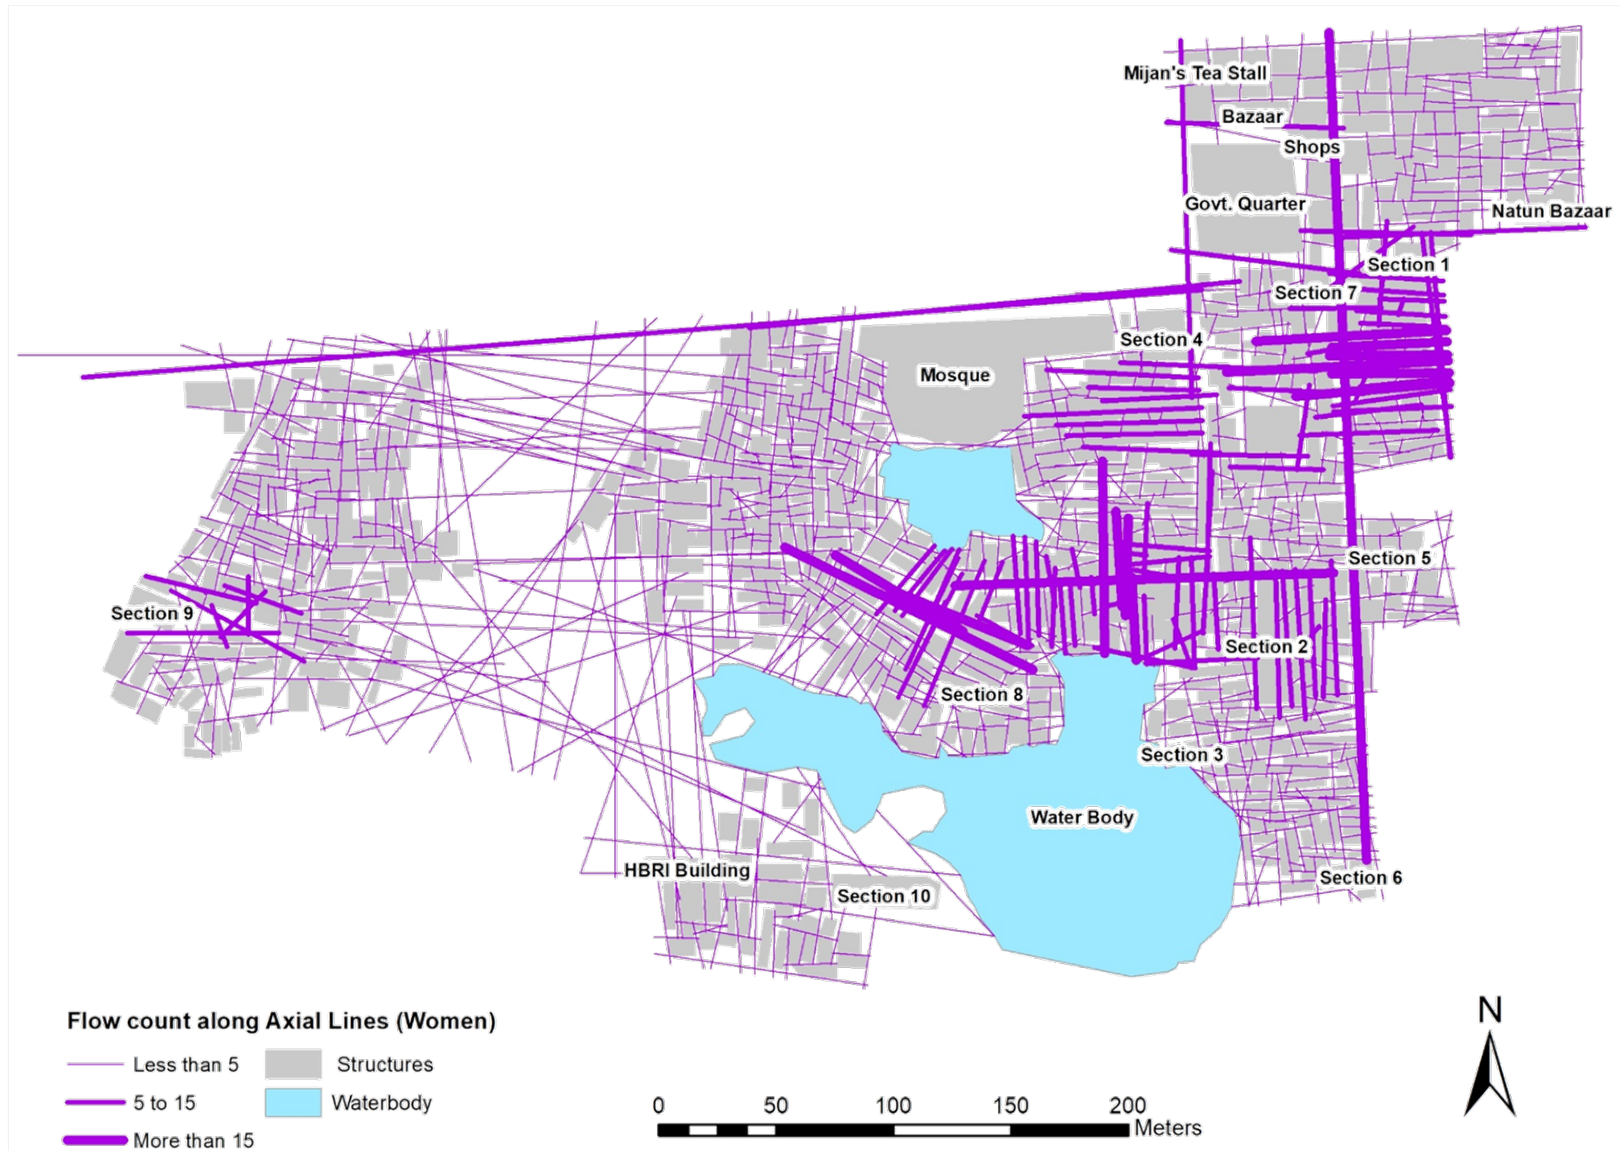 Mijan's Tea Stall
Bazaar
Shops
Govt. Quarter
Natun Bazaar
Section 1
Section 7
Section 4
Mosque
Section 5
Section 9
Section 2
Section 8
Section 3
Water Body
HBRI Building
Section 6
Section 10
Flow count along Axial Lines (Women)
Less than 5
Structures
5 to 15
Waterbody
More than 15
0 50 100 150 200
Meters
N